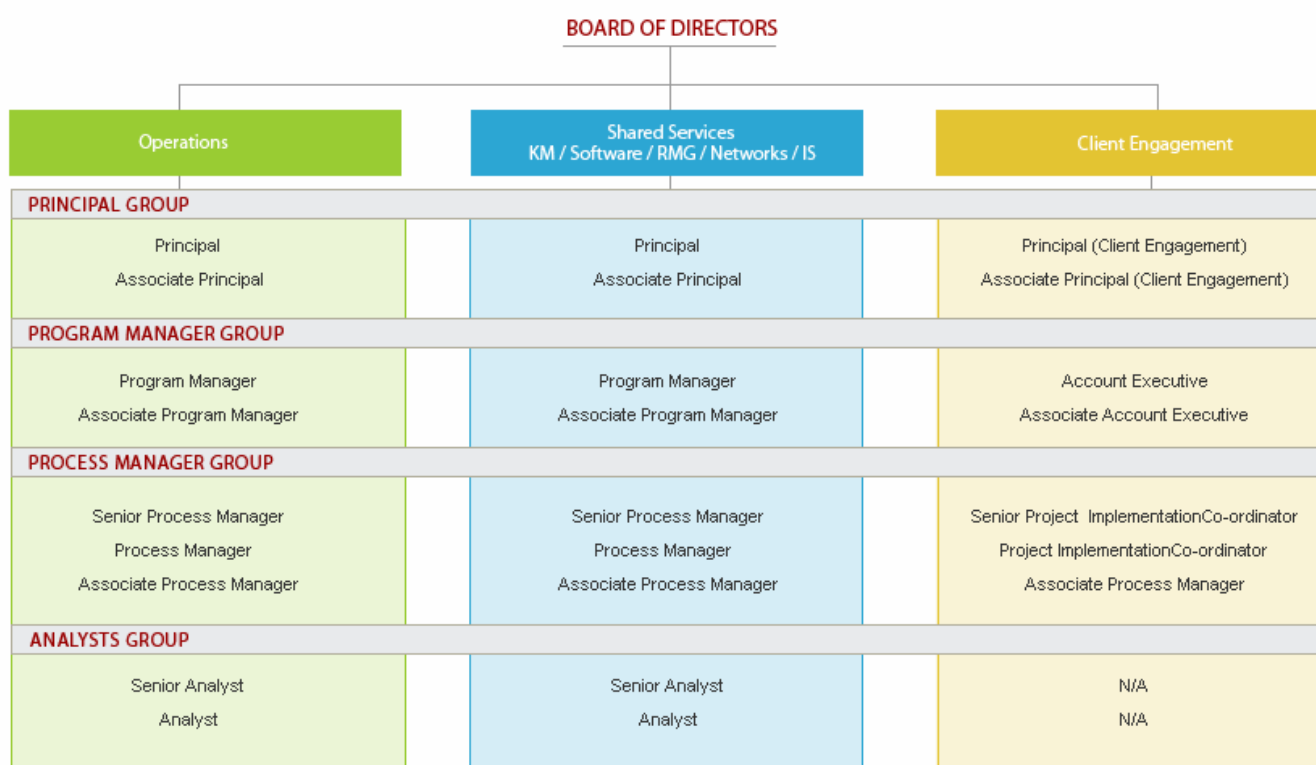 BOARD OF DIRECTORS
Operations
Shared Services
KM / Software / RMG / Networks / IS
Client Engagement
PRINCIPAL GROUP
Principal
Associate Principal
Principal
Associate Principal
Principal (Client Engagement)
Associate Principal (Client Engagement)
PROGRAM MANAGER GROUP
Program Manager
Associate Program Manager
Program Manager
Associate Program Manager
Account Executive
Associate Account Executive
PROCESS MANAGER GROUP
Senior Process Manager
Process Manager
Associate Process Manager
Senior Process Manager
Process Manager
Associate Process Manager
Senior Project ImplementationCo-ordinator
Project ImplementationCo-ordinator
Associate Process Manager
ANALYSTS GROUP
Senior Analyst
Analyst
Senior Analyst
Analyst
N/A
N/A